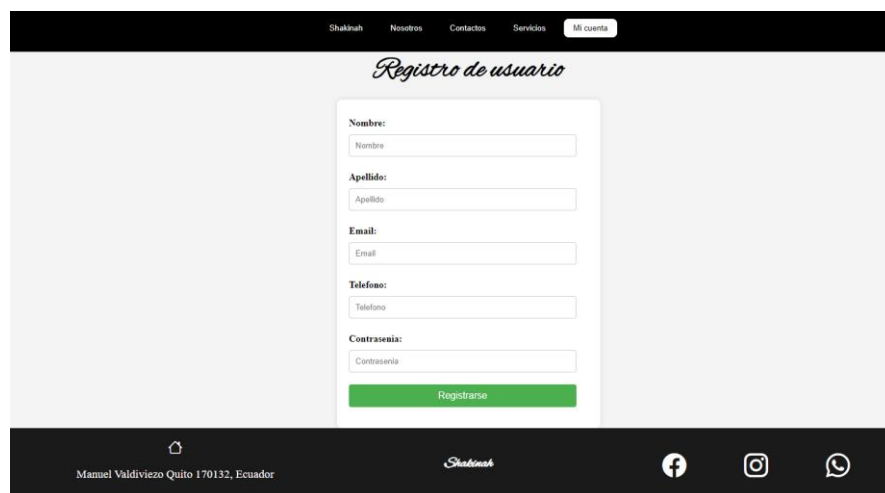 Shakinah Nosotros Contactos Servicios Mi cuenta
Registro de usuario
Nombre:
Nombre
Apellido:
Apellido
Email:
Email
Telefono:
Telefono
Contrasenia:
Contrasenia
Registrarse
Manuel Valdiviezo Quito 170132, Ecuador
Shakinah